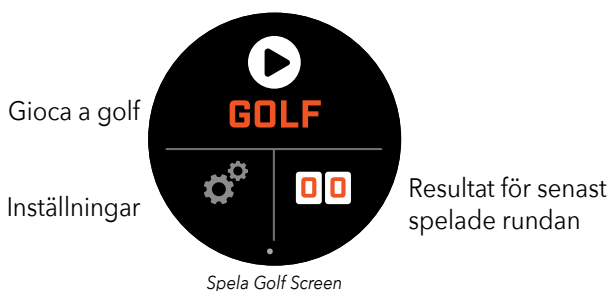 Gioca a golf
GOLF
Inställningar
00
Resultat för senast
spelade rundan
Spela Golf Screen